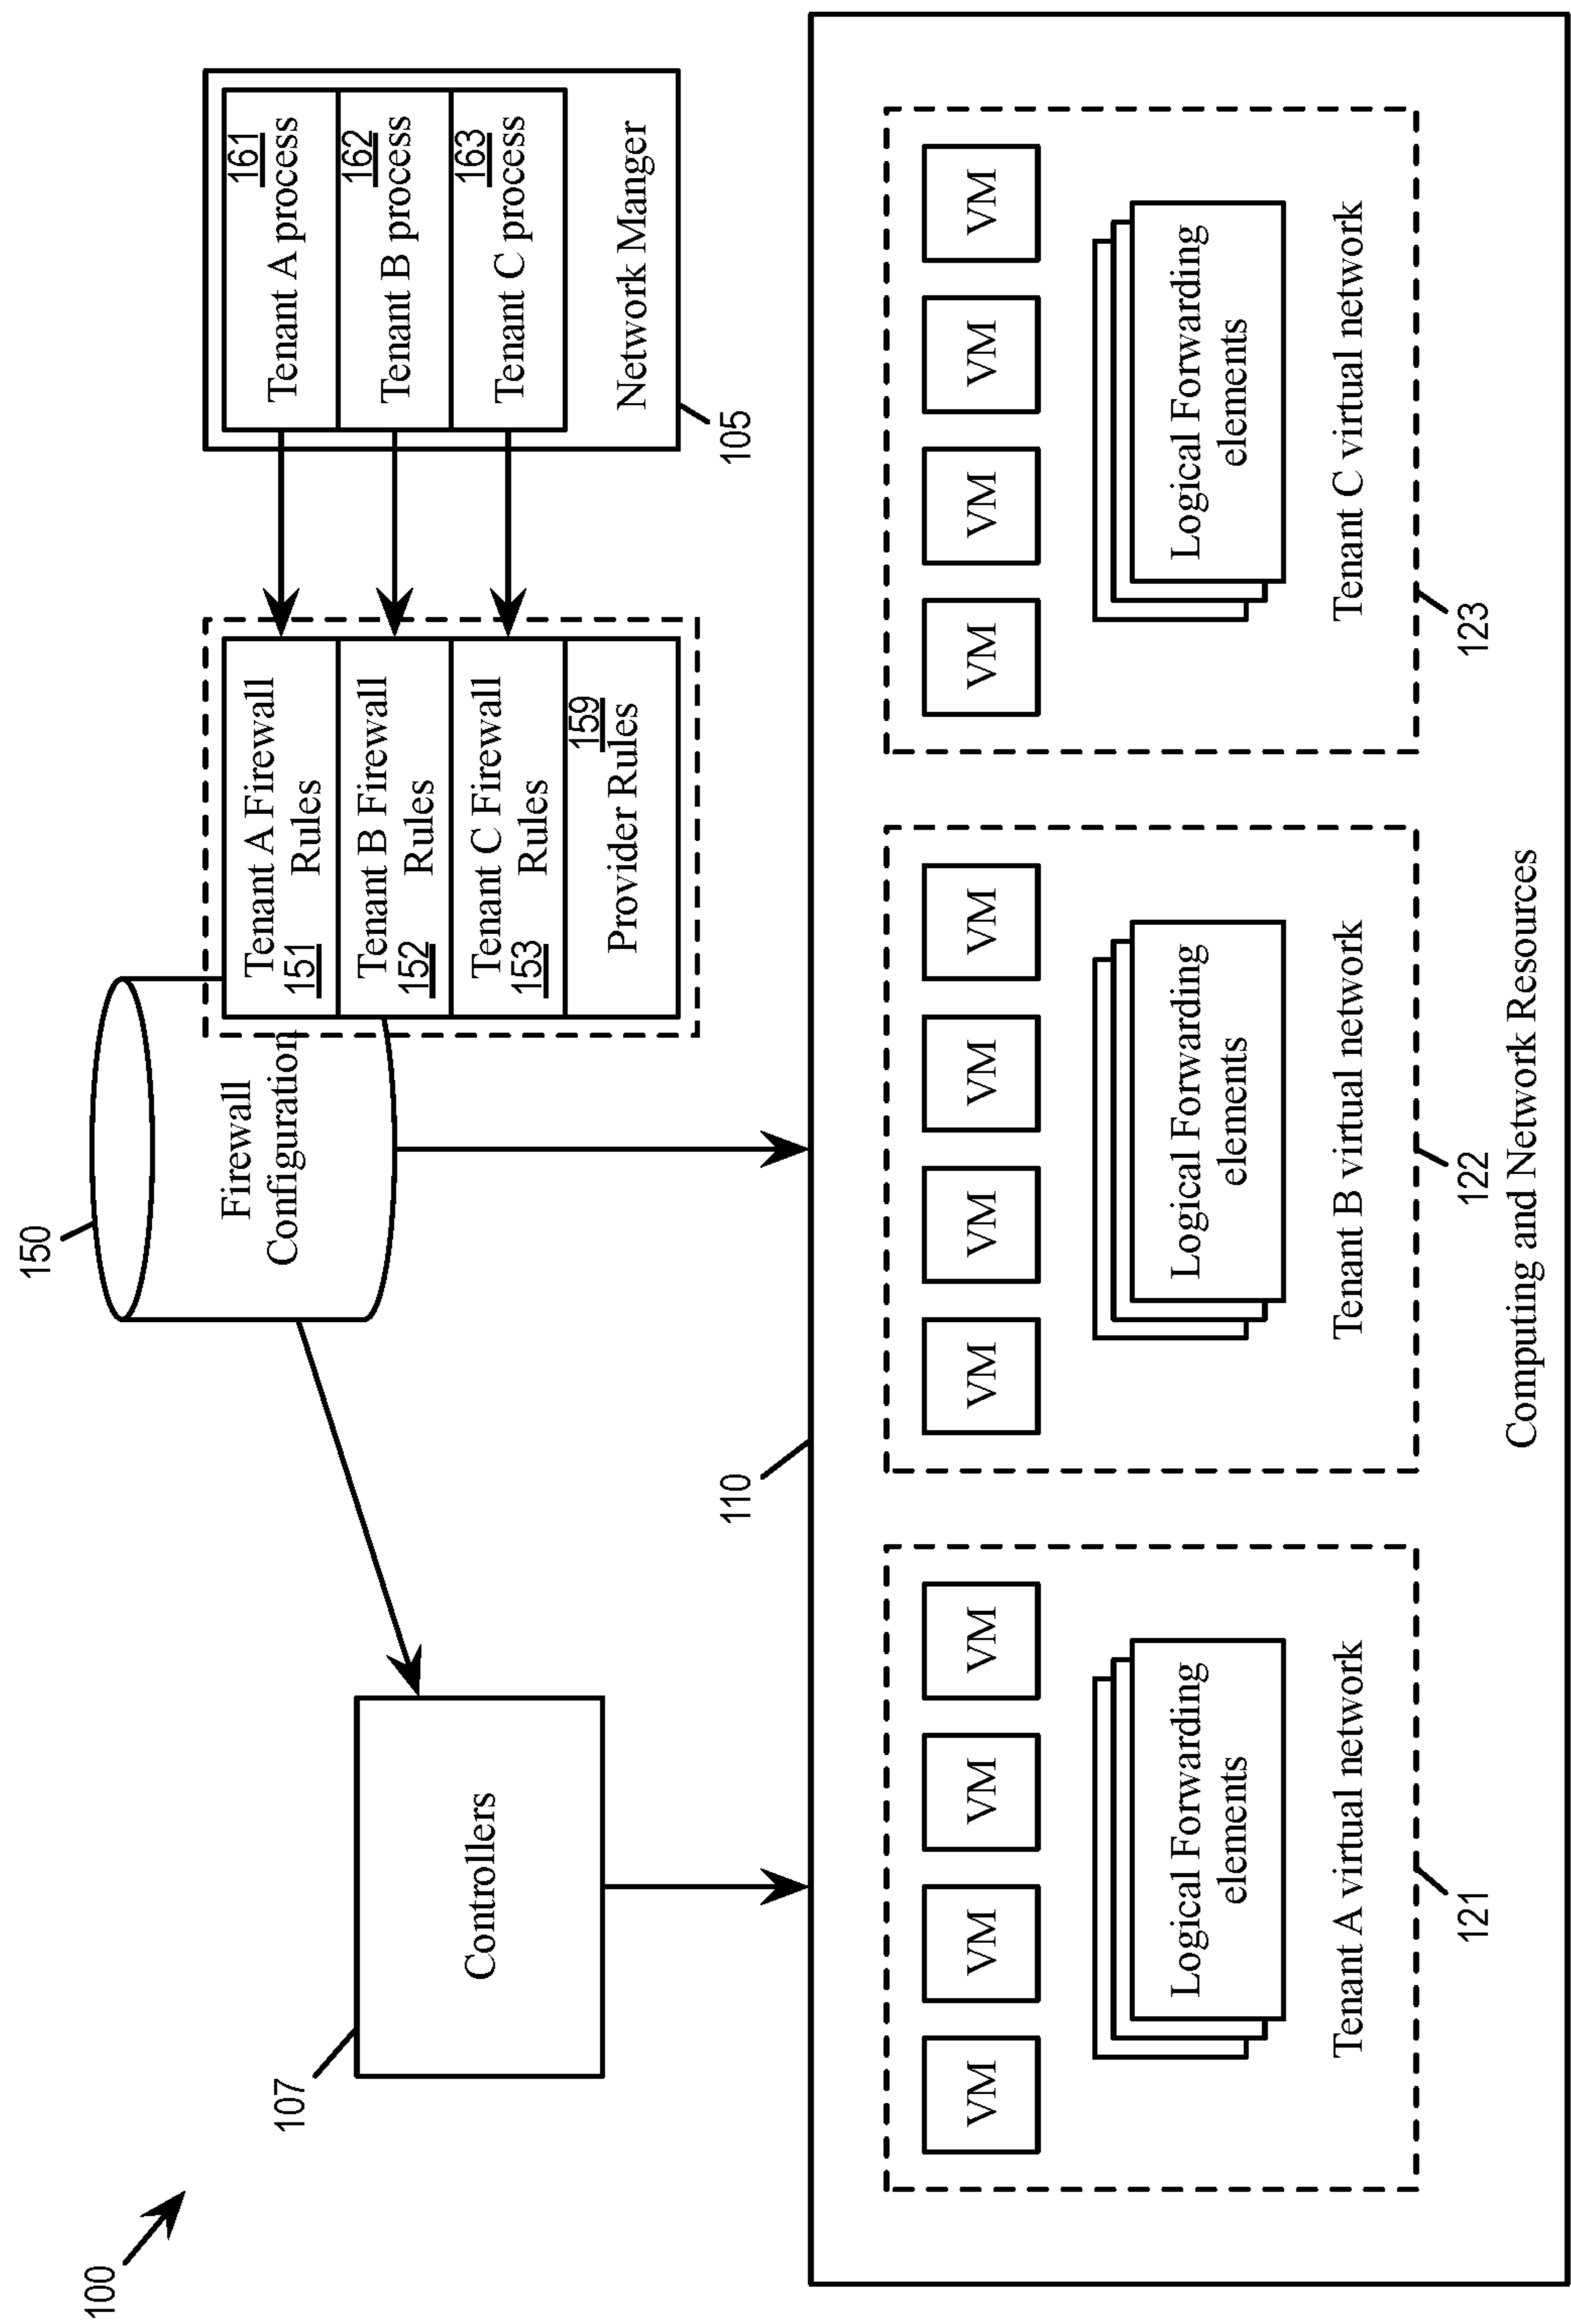 100
107
Controllers
150
Firewall
Configuration
Tenant A Firewall
151 Rules
Tenant B Firewall
152 Rules
Tenant C Firewall
153 Rules
159
Provider Rules
161
Tenant A process
162
Tenant B process
163
Tenant C process
Network Manger
105
110
VM
VM
VM
VM
Logical Forwarding
elements
Tenant A virtual network
121
VM
VM
VM
VM
Logical Forwarding
elements
Tenant B virtual network
122
VM
VM
VM
VM
Logical Forwarding
elements
Tenant C virtual network
123
Computing and Network Resources